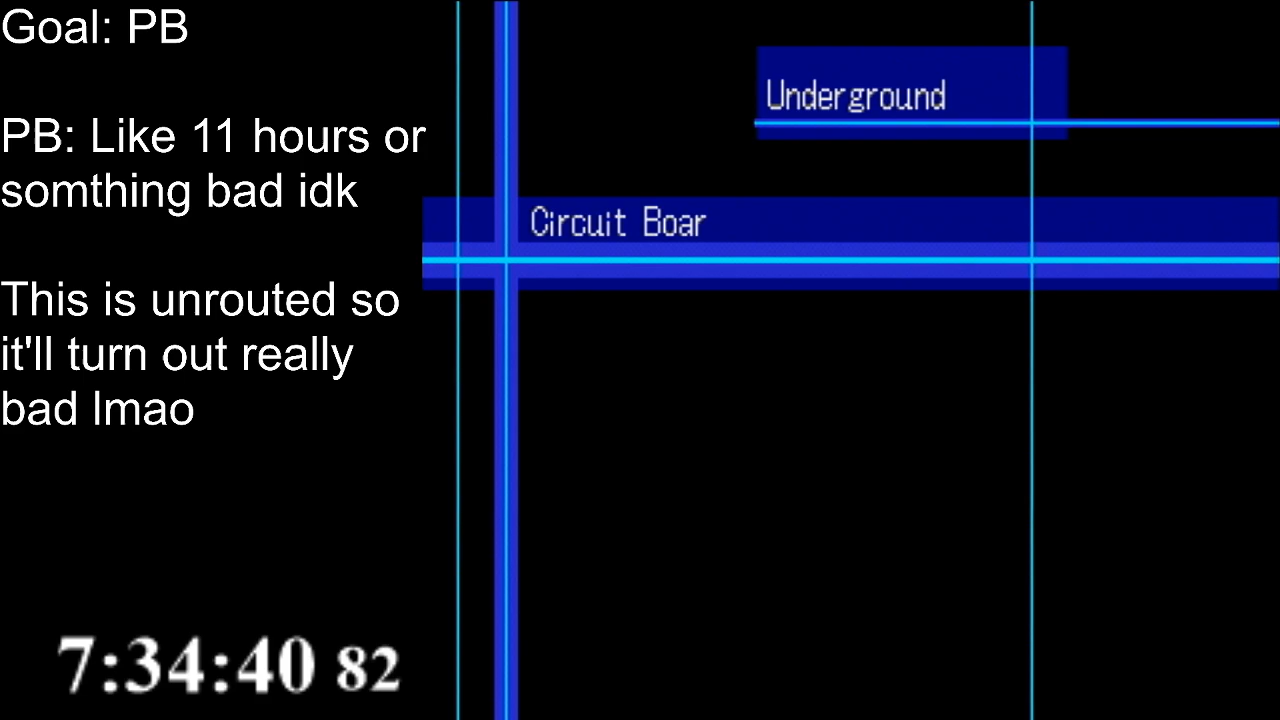 Goal: PB
PB: Like 11 hours or
somthing bad idk
This is unrouted so
it'll turn out really
bad lmao
7:34:40 82
Underground
Circuit Boar